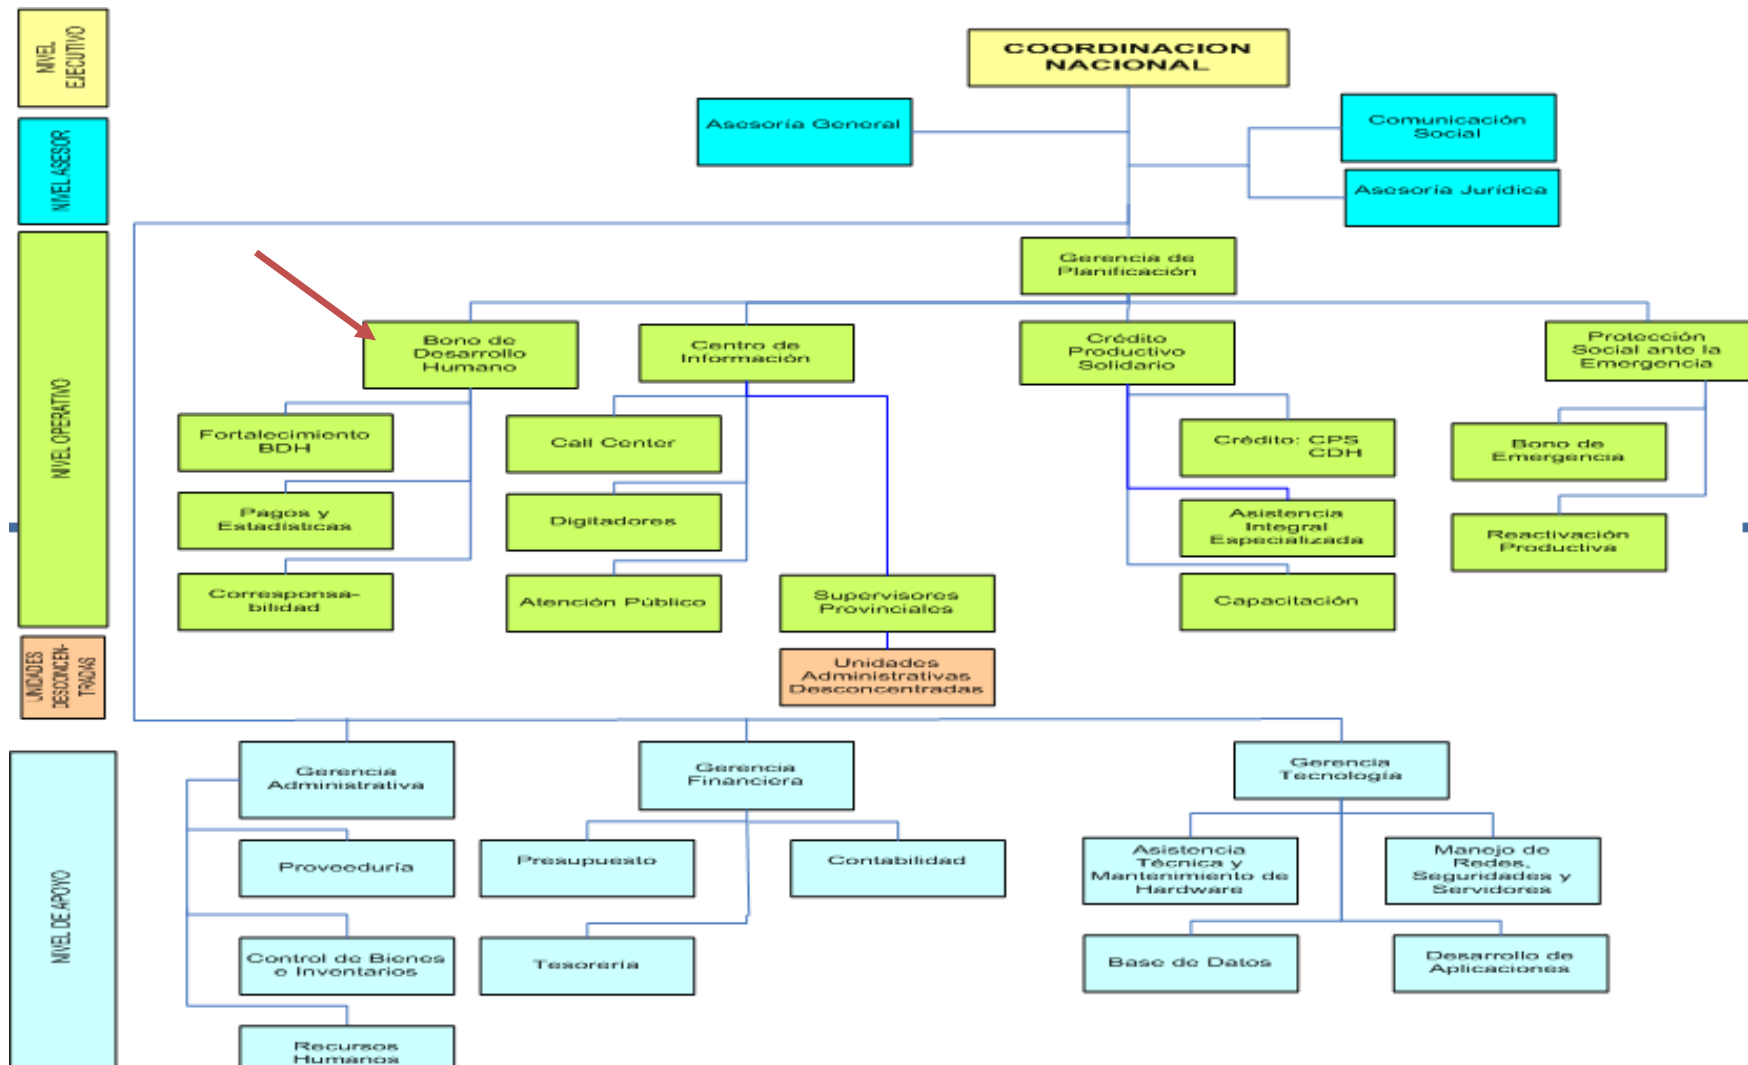 NIVEL
EJECUTIVO
COORDINACION
NACIONAL
NIVEL ASESOR
Asesoría General
Comunicación
Social
Asesoría Jurídica
NIVEL OPERATIVO
Gerencia de
Planificación
Bono de
Desarrollo
Humano
Centro de
Información
Crédito
Productivo
Solidario
Protección
Social ante la
Emergencia
Fortalecimiento
BDH
Call Center
Crédito: CPS
CDH
Bono de
Emergencia
Pagos y
Estadísticas
Digitadores
Asistencia
Integral
Especializada
Reactivación
Productiva
Corresponsa-
bilidad
Atención Público
Supervisores
Provinciales
Capacitación
UNIDADES
DESCONCEN-
TRADAS
Unidades
Administrativas
Desconcentradas
NIVEL DE APOYO
Gerencia
Administrativa
Gerencia
Financiera
Gerencia
Tecnología
Proveeduría
Presupuesto
Contabilidad
Asistencia
Técnica y
Mantenimiento de
Hardware
Manejo de
Redes,
Seguridades y
Servidores
Control de Bienes
e Inventarios
Tesorería
Base de Datos
Desarrollo de
Aplicaciones
Recursos
Humanos